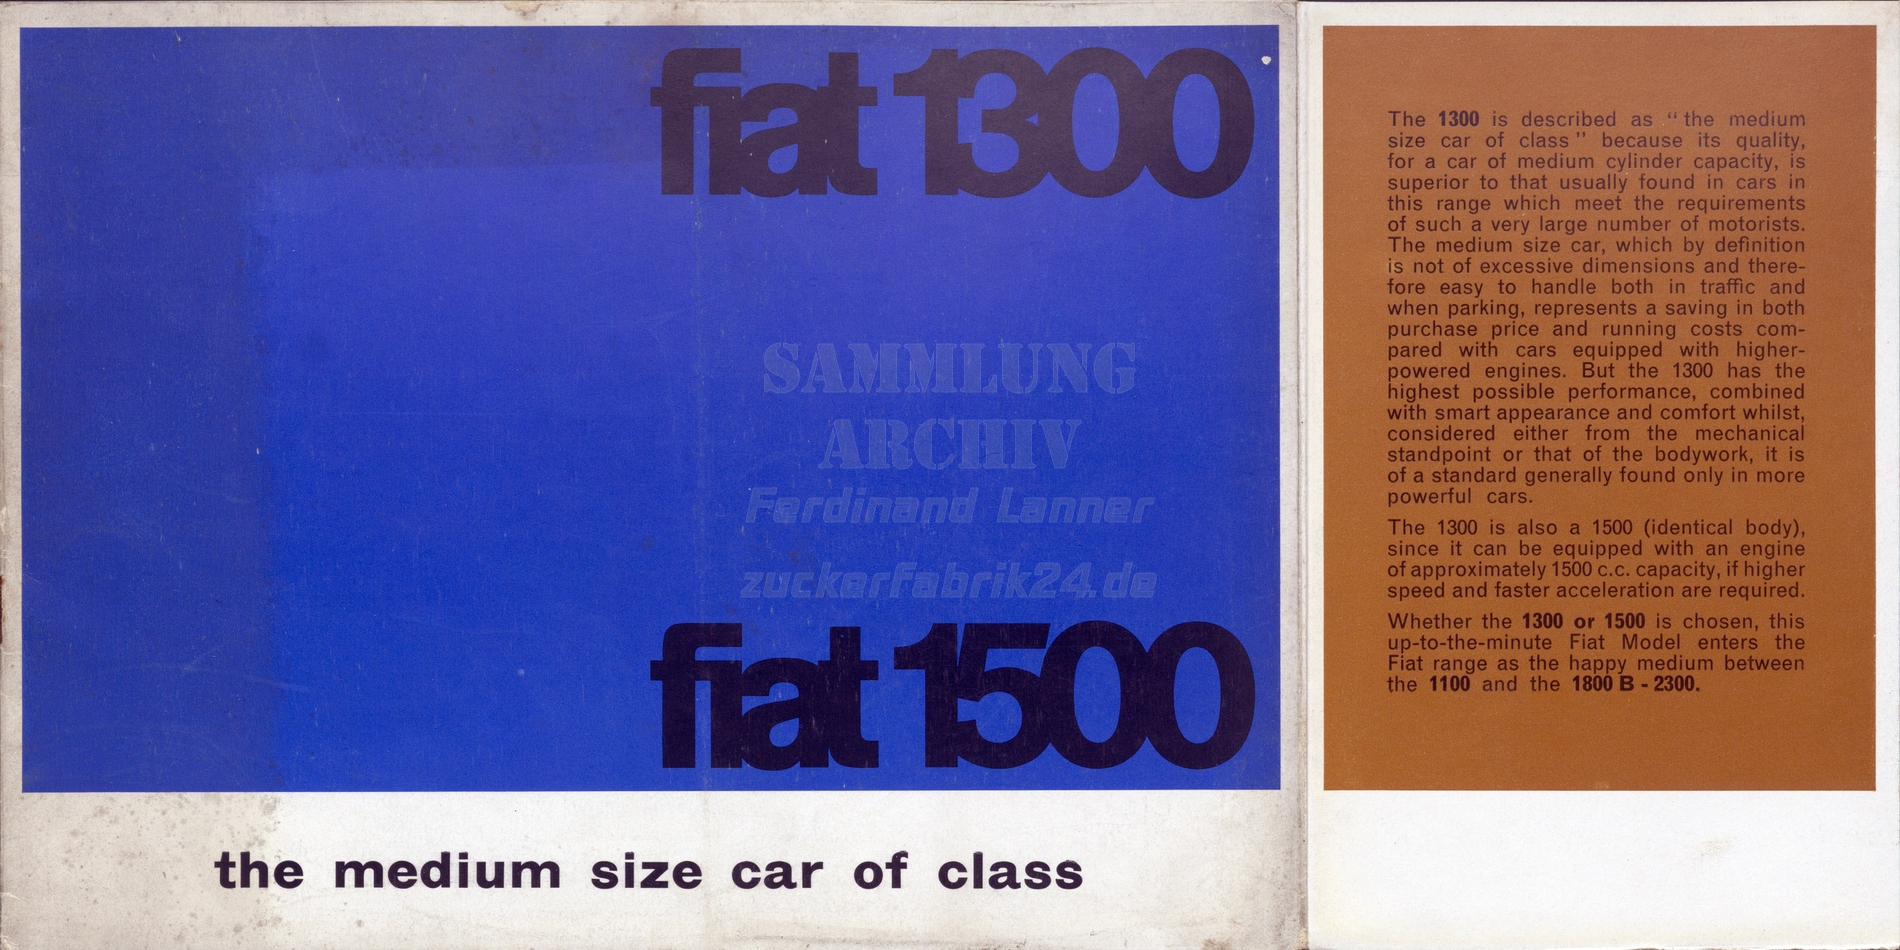 fiat 1300
SAMMLUNG
ARCHIV
Ferdinand Lanner
zuckerfabrik24.de
fiat 1500
the medium size car of class
The 1300 is described as “ the medium
size car of class ” because its quality,
for a car of medium cylinder capacity, is
superior to that usually found in cars in
this range which meet the requirements
of such a very large number of motorists.
The medium size car, which by definition
is not of excessive dimensions and there-
fore easy to handle both in traffic and
when parking, represents a saving in both
purchase price and running costs com-
pared with cars equipped with higher-
powered engines. But the 1300 has the
highest possible performance, combined
with smart appearance and comfort whilst,
considered either from the mechanical
standpoint or that of the bodywork, it is
of a standard generally found only in more
powerful cars.
The 1300 is also a 1500 (identical body),
since it can be equipped with an engine
of approximately 1500 c.c. capacity, if higher
speed and faster acceleration are required.
Whether the 1300 or 1500 is chosen, this
up-to-the-minute Fiat Model enters the
Fiat range as the happy medium between
the 1100 and the 1800 B - 2300.